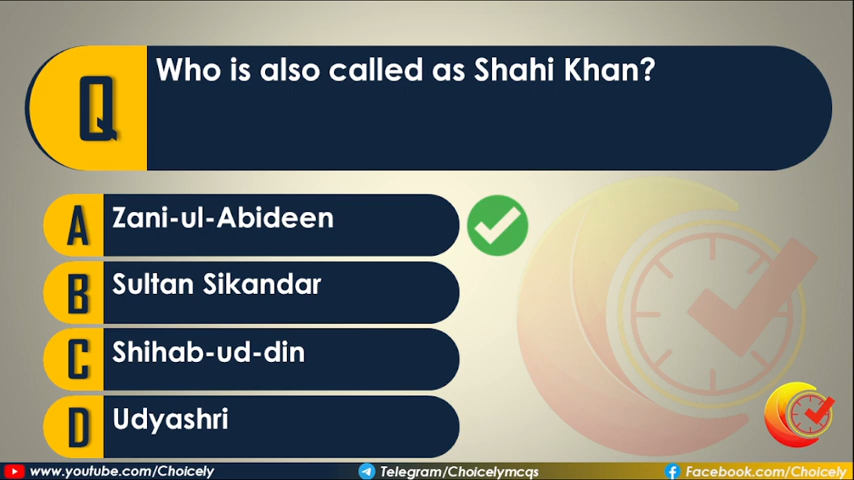 Q
Who is also called as Shahi Khan?
A
Zani-ul-Abideen
B
Sultan Sikandar
C
Shihab-ud-din
D
Udyashri
www.youtube.com/Choicely
Telegram/Choicelymcqs
Facebook.com/Choicely